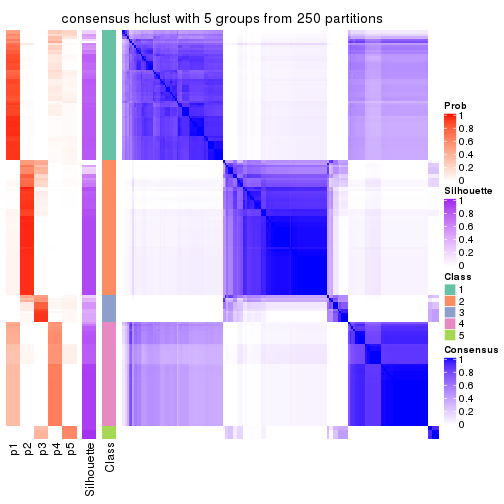 consensus hclust with 5 groups from 250 partitions
Prob
1
0.8
0.6
0.4
0.2
0
Silhouette
1
0.8
0.6
0.4
0.2
0
Class
1
2
3
4
5
Consensus
1
0.8
0.6
0.4
0.2
0
p1
p2
p3
p4
p5
Silhouette
Class